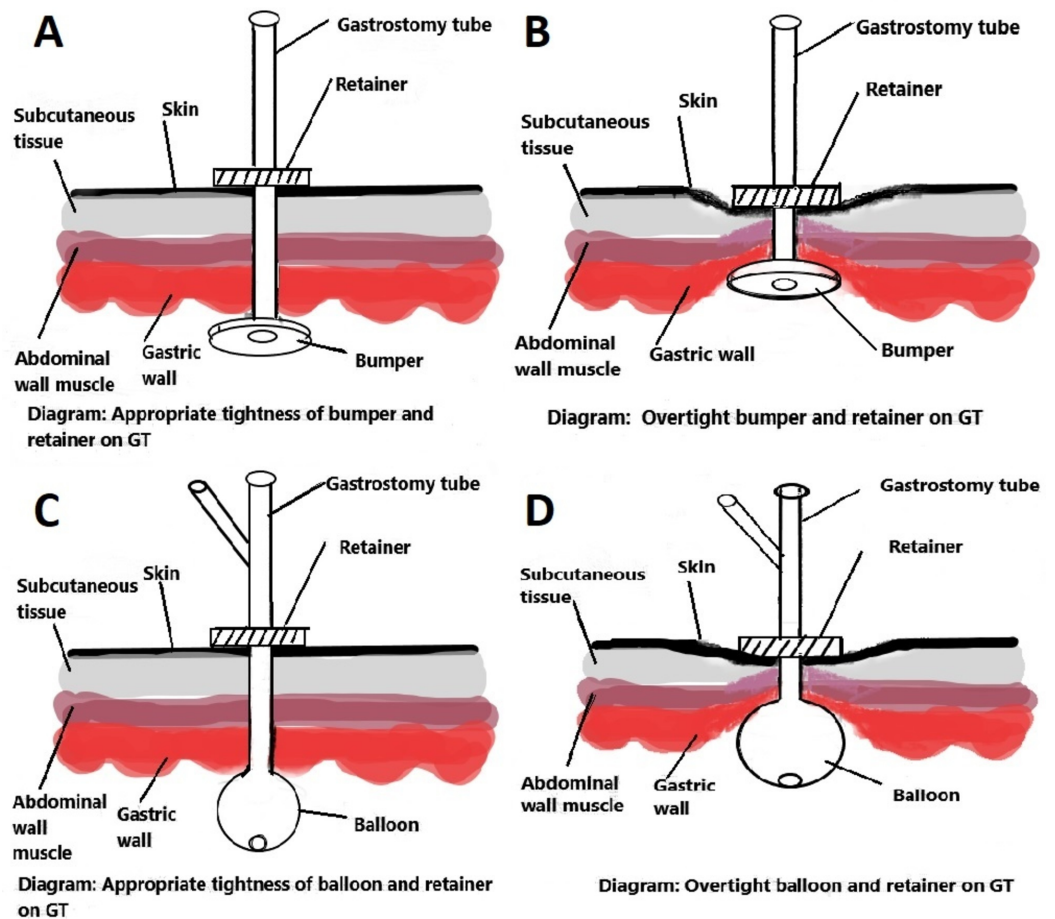 A
Gastrostomy tube
Retainer
Skin
Subcutaneous
tissue
Abdominal
wall muscle
Gastric
wall
Bumper
Diagram: Appropriate tightness of bumper and
retainer on GT
B
Gastrostomy tube
Retainer
Skin
Subcutaneous
tissue
Abdominal
wall muscle
Gastric wall
Bumper
Diagram: Overtight bumper and retainer on GT
C
Gastrostomy tube
Retainer
Skin
Subcutaneous
tissue
Abdominal
wall
muscle
Gastric
wall
Balloon
Diagram: Appropriate tightness of balloon and retainer
on GT
D
Gastrostomy tube
Retainer
Skin
Subcutaneous
tissue
Abdominal
wall muscle
Gastric
wall
Balloon
Diagram: Overtight balloon and retainer on GT